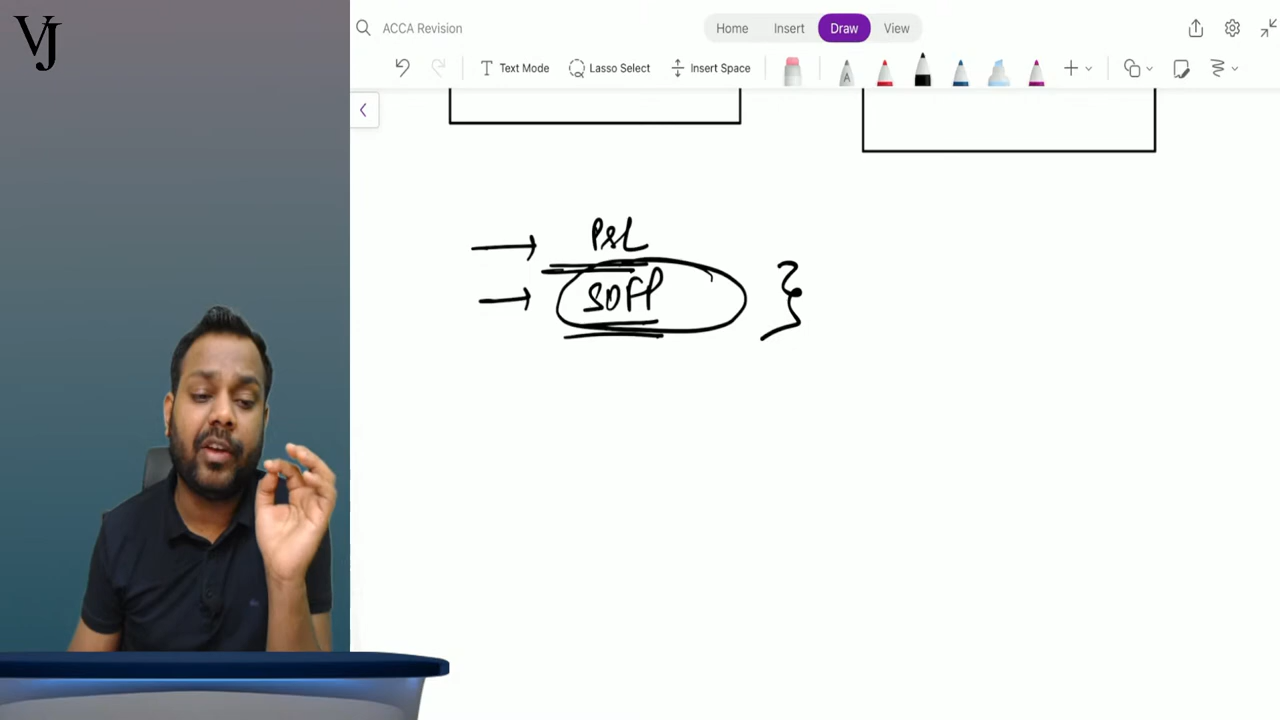 VJ
ACCA Revision
Home Insert Draw View
Text Mode Lasso Select Insert Space
A
P&L
SOFP